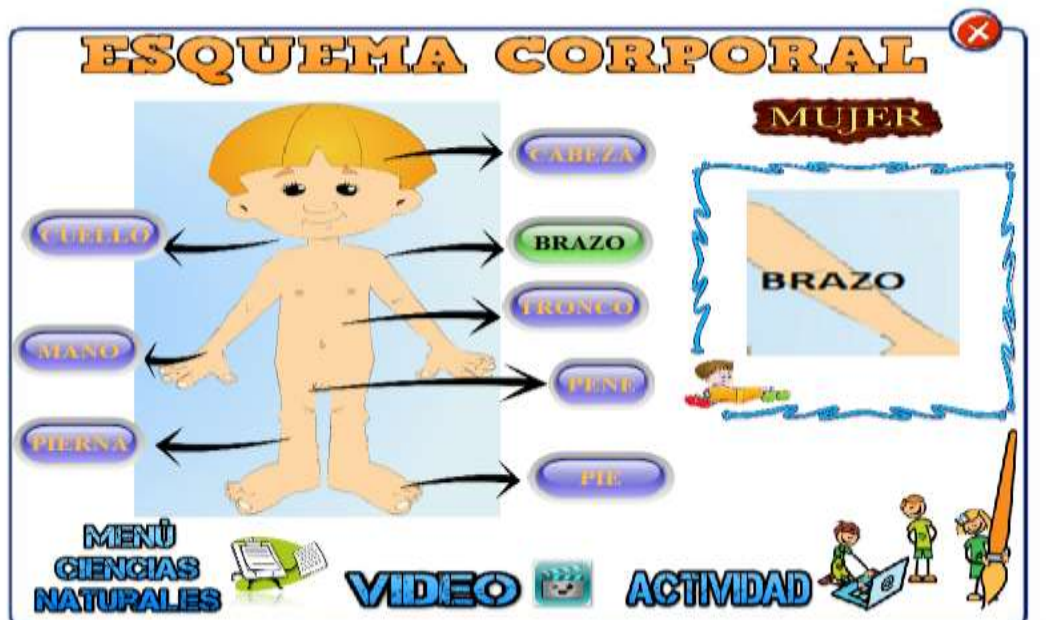 ESQUEMA CORPORAL
MUJER
CABEZA
CUELLO
BRAZO
BRAZO
TRONCO
MANO
PENE
PIERNA
PIE
MENÚ
CIENCIAS
NATURALES
VIDEO
ACTIVIDAD